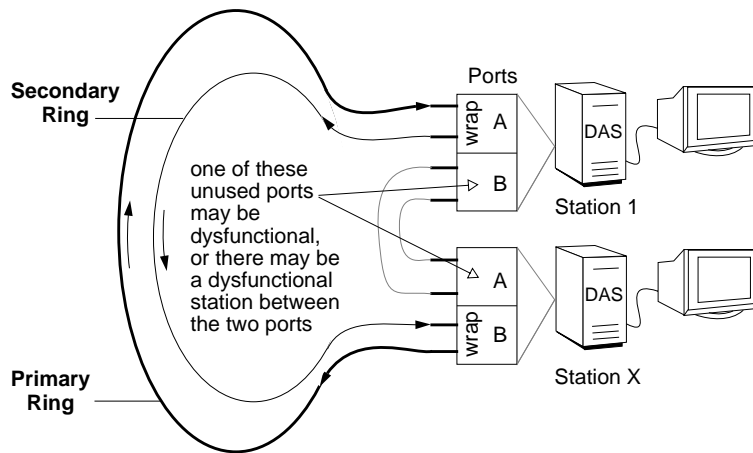 Secondary
Ring
Ports
wrap
A
B
DAS
Station 1
one of these
unused ports
may be
dysfunctional,
or there may be
a dysfunctional
station between
the two ports
A
wrap
B
DAS
Station X
Primary
Ring